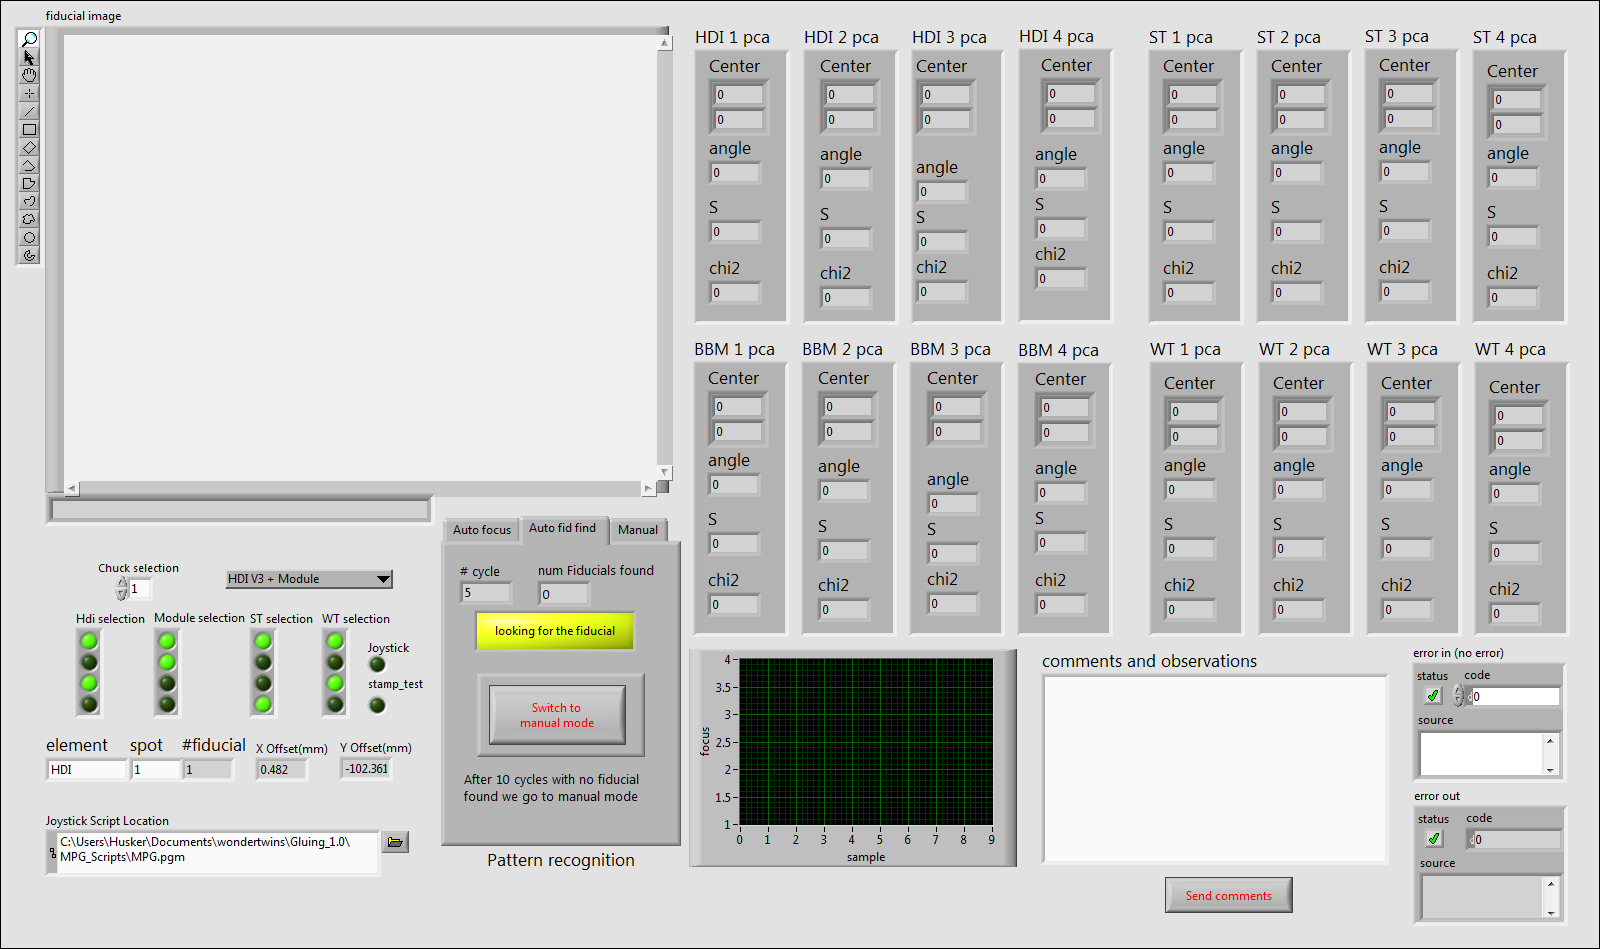 fiducial image
HDI 1 pca
Center
0
0
angle
0
S
0
chi2
0
HDI 2 pca
Center
0
0
angle
0
S
0
chi2
0
HDI 3 pca
Center
0
0
angle
0
S
0
chi2
0
HDI 4 pca
Center
0
0
angle
0
S
0
chi2
0
ST 1 pca
Center
0
0
angle
0
S
0
chi2
0
ST 2 pca
Center
0
0
angle
0
S
0
chi2
0
ST 3 pca
Center
0
0
angle
0
S
0
chi2
0
ST 4 pca
Center
0
0
angle
0
S
0
chi2
0
BBM 1 pca
Center
0
0
angle
0
S
0
chi2
0
BBM 2 pca
Center
0
0
angle
0
S
0
chi2
0
BBM 3 pca
Center
0
0
angle
0
S
0
chi2
0
BBM 4 pca
Center
0
0
angle
0
S
0
chi2
0
WT 1 pca
Center
0
0
angle
0
S
0
chi2
0
WT 2 pca
Center
0
0
angle
0
S
0
chi2
0
WT 3 pca
Center
0
0
angle
0
S
0
chi2
0
WT 4 pca
Center
0
0
angle
0
S
0
chi2
0
Chuck selection
1
HDI V3 + Module
Hdi selection
Module selection
ST selection
WT selection
Joystick
stamp_test
element
HDI
spot
1
#fiducial
1
X Offset(mm)
0.482
Y Offset(mm)
-102.361
Joystick Script Location
C:\Users\Husker\Documents\wondertwins\Gluing_1.0\
MPG_Scripts\MPG.pgm
Auto focus
Auto fid find
Manual
# cycle
5
num Fiducials found
0
looking for the fiducial
Switch to
manual mode
After 10 cycles with no fiducial
found we go to manual mode
Pattern recognition
focus
4
3.5
3
2.5
2
1.5
1
0 1 2 3 4 5 6 7 8 9
sample
comments and observations
Send comments
error in (no error)
status
code
0
source
error out
status
code
0
source